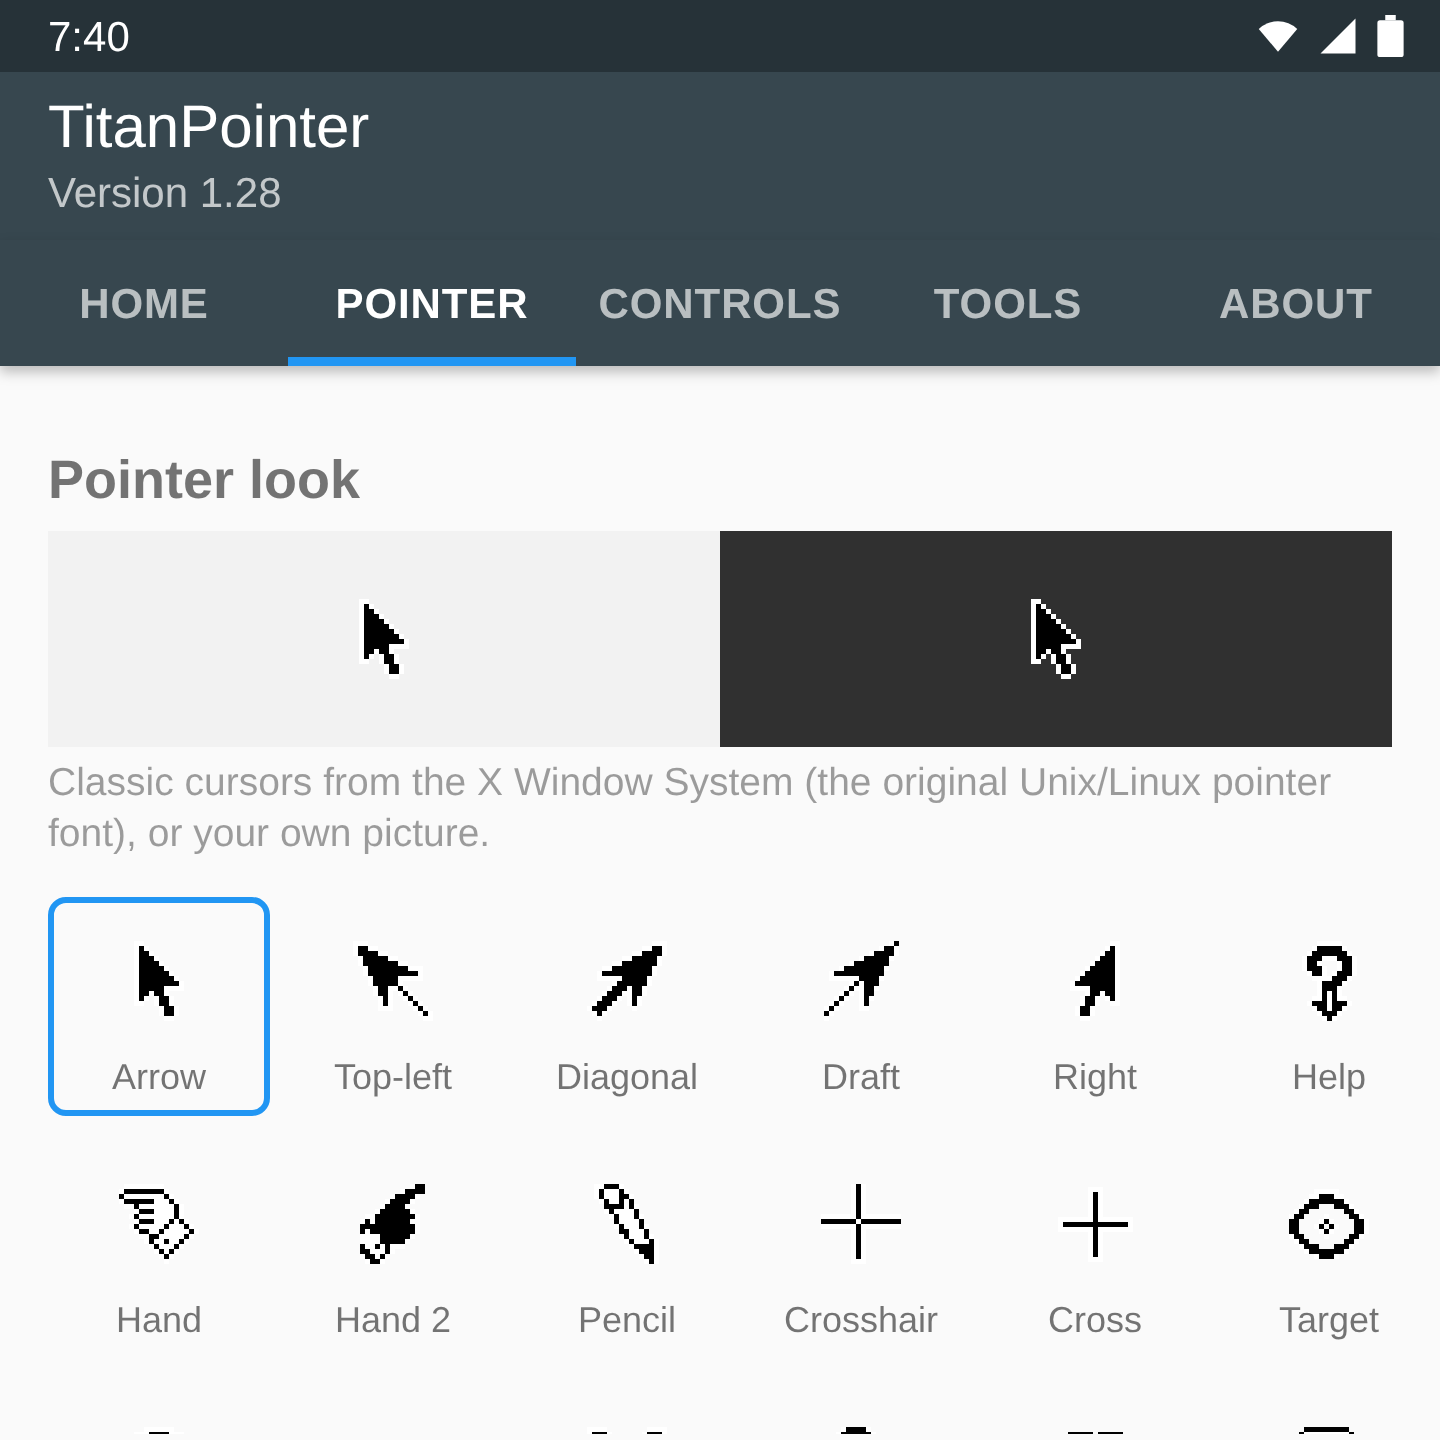 7:40
TitanPointer
Version 1.28
HOME POINTER CONTROLS TOOLS ABOUT
Pointer look
Classic cursors from the X Window System (the original Unix/Linux pointer
font), or your own picture.
Arrow Top-left Diagonal Draft Right Help
Hand Hand 2 Pencil Crosshair Cross Target